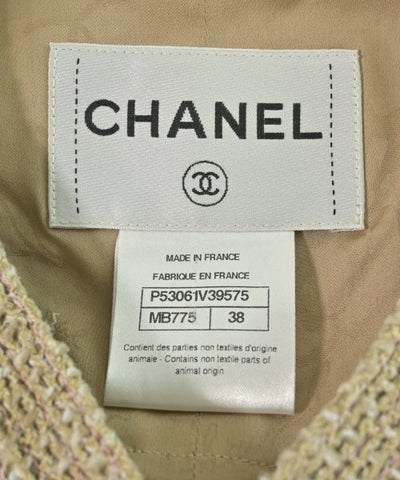 CHANEL
MADE IN FRANCE
FABRIQUE EN FRANCE
P53061V39575
MB775 38
Contient des parties non textiles d'origine
animale - Contains non textile parts of
animal origin